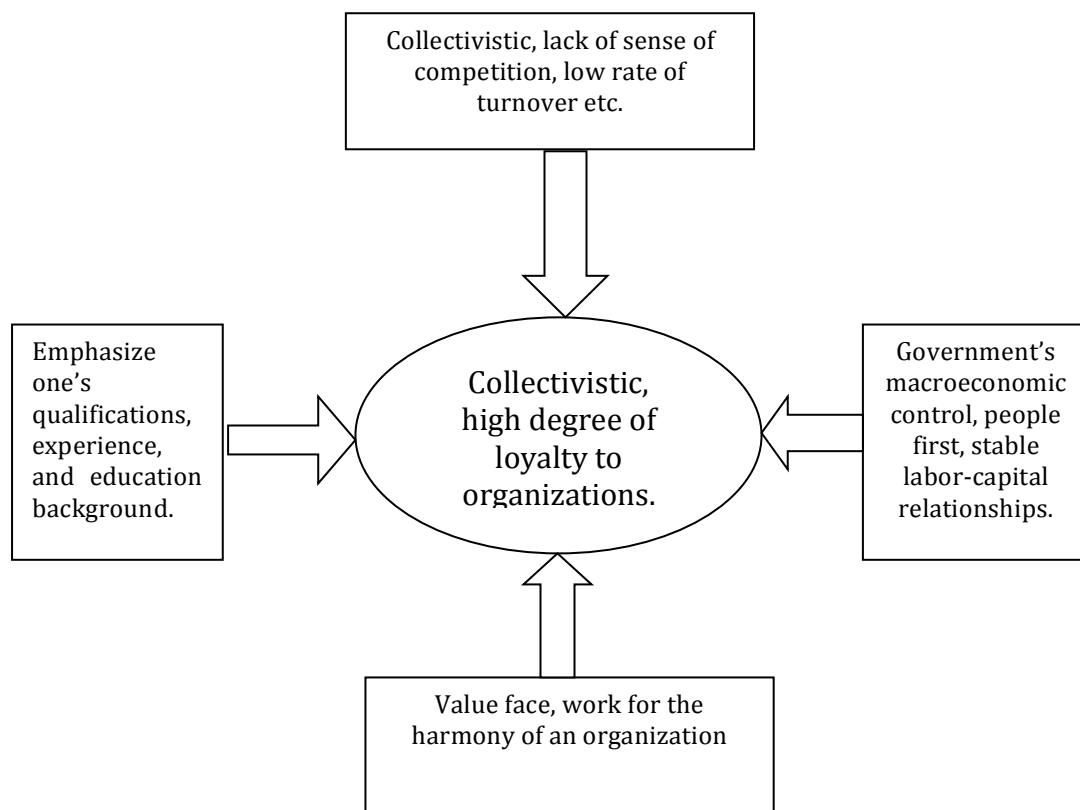 Collectivistic, lack of sense of
competition, low rate of
turnover etc.
Emphasize
one’s
qualifications,
experience,
and education
background.
Collectivistic,
high degree of
loyalty to
organizations.
Government’s
macroeconomic
control, people
first, stable
labor-capital
relationships.
Value face, work for the
harmony of an organization